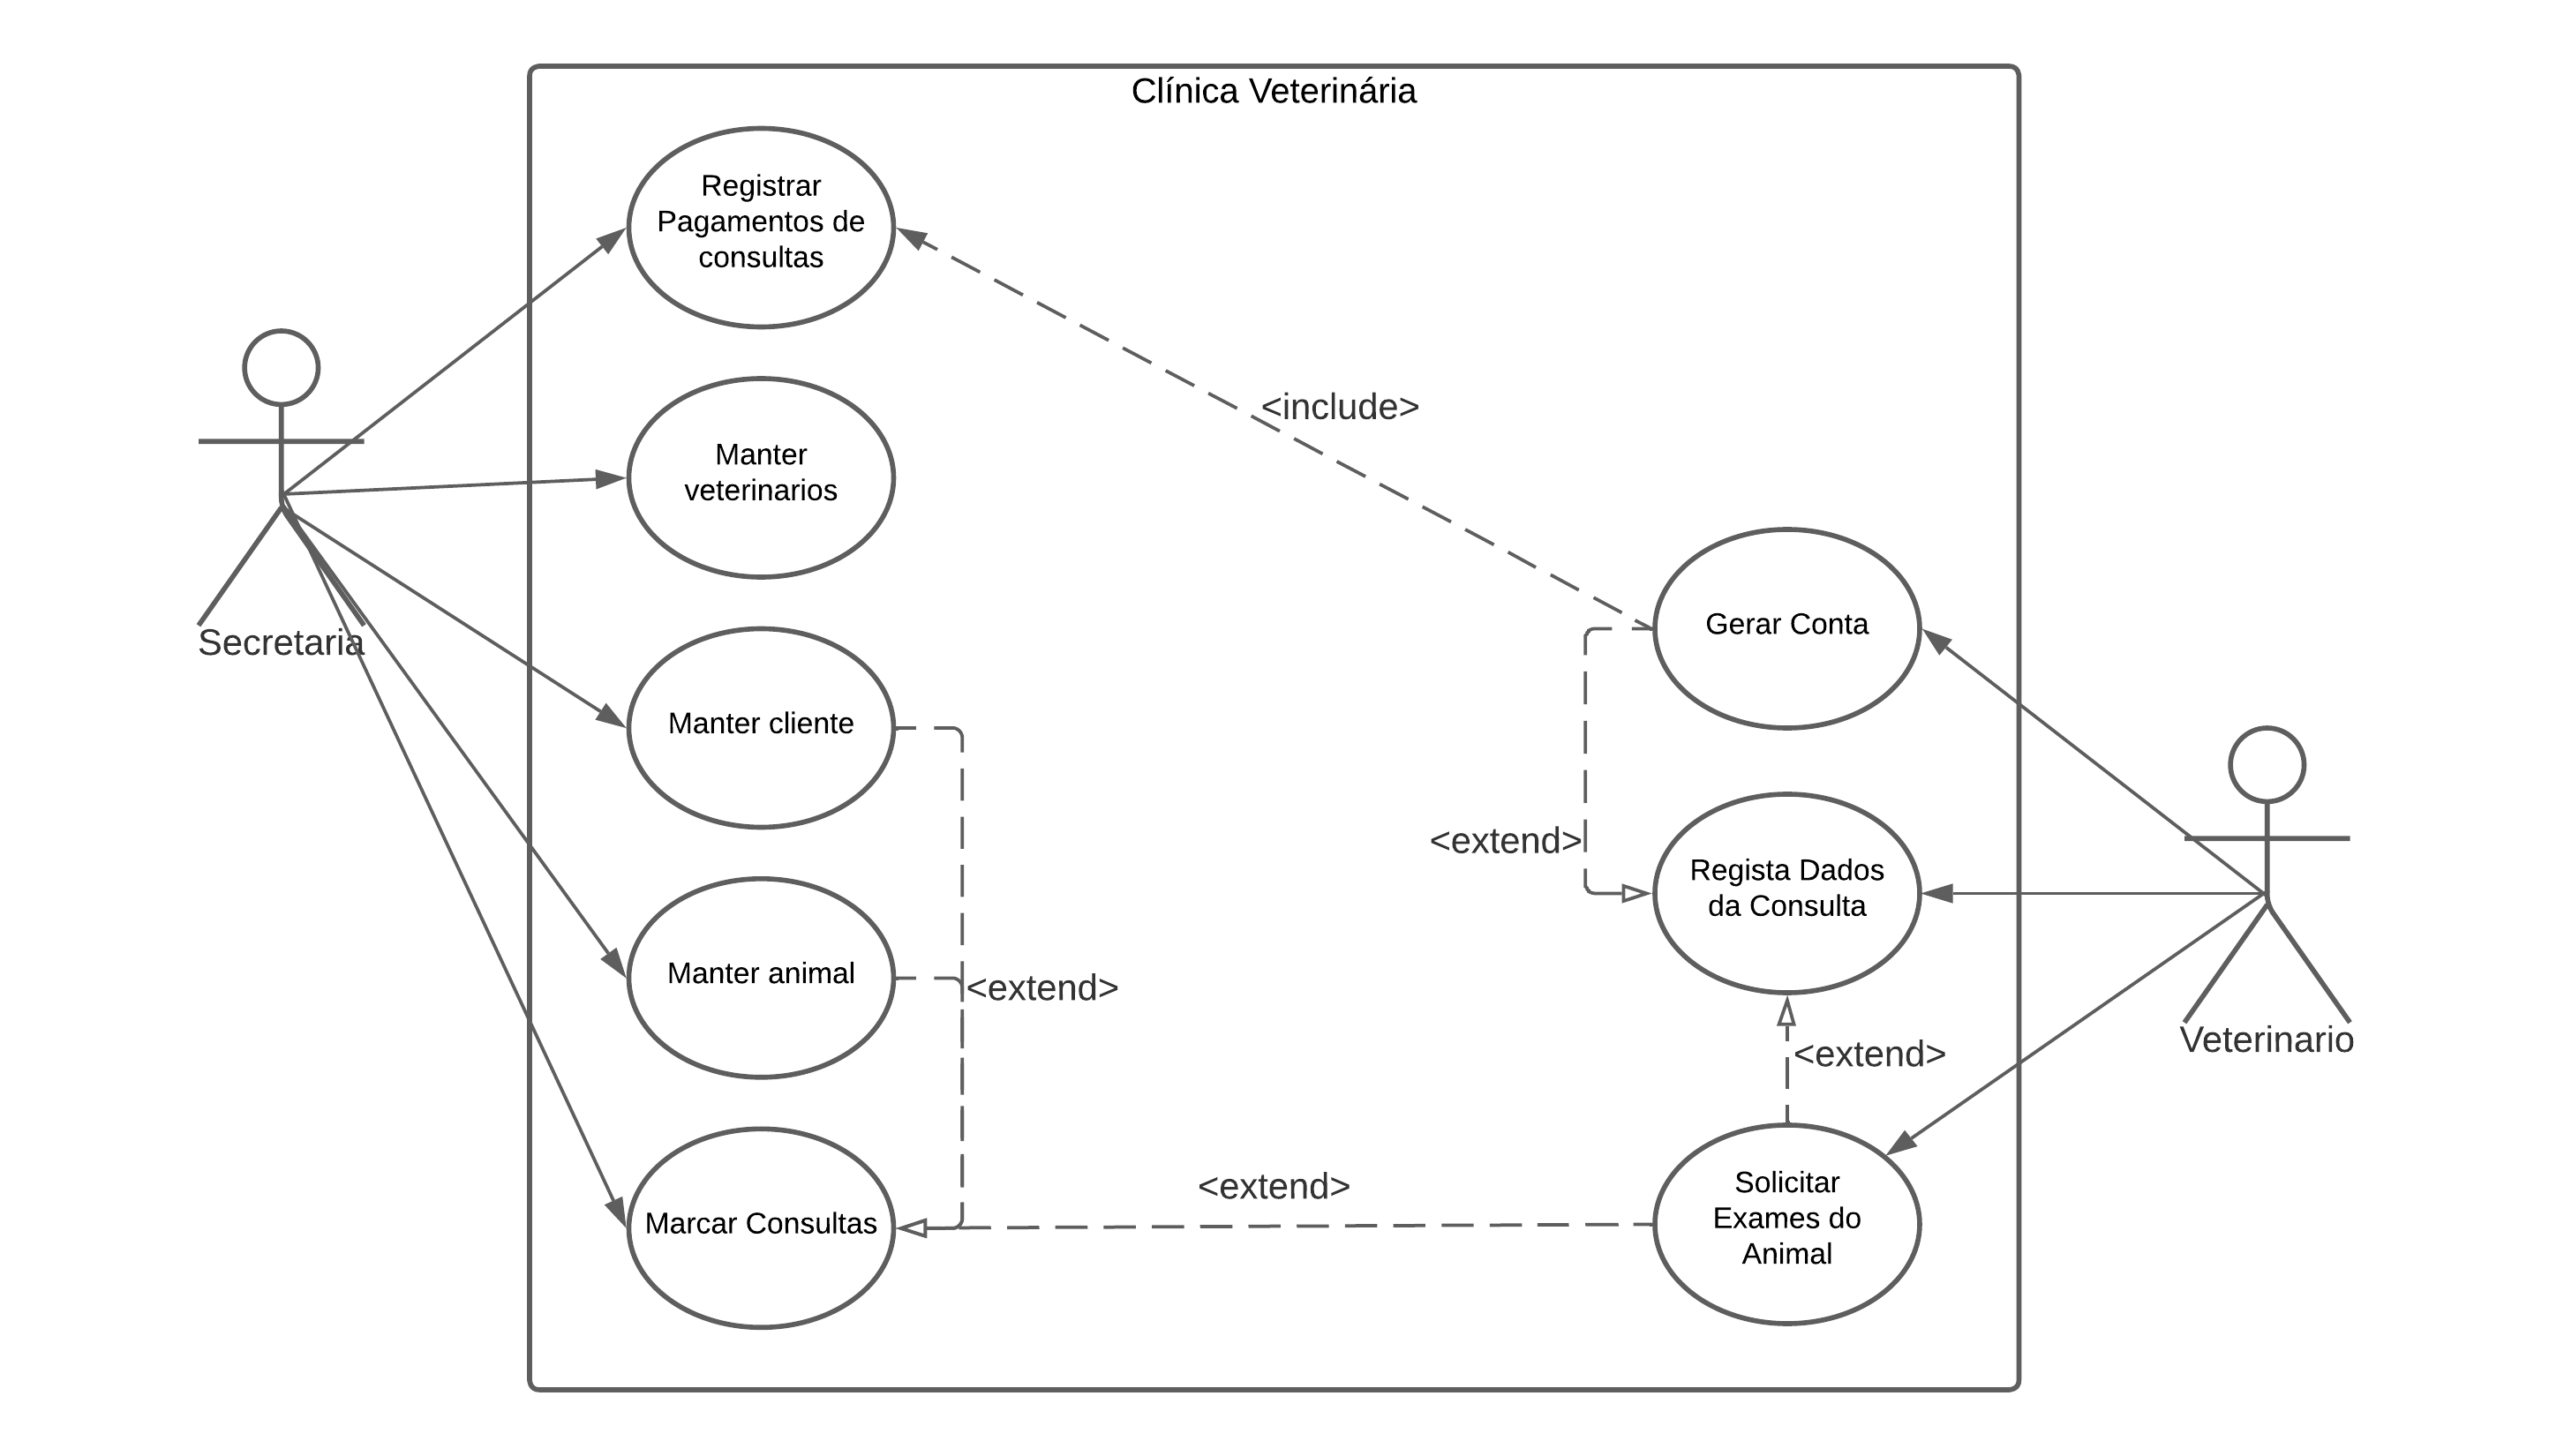 Clínica Veterinária
Registrar
Pagamentos de
consultas
Manter
veterinarios
<include>
Secretaria
Gerar Conta
Manter cliente
<extend>
Regista Dados
da Consulta
Manter animal
<extend>
<extend>
Veterinario
<extend>
Marcar Consultas
Solicitar
Exames do
Animal